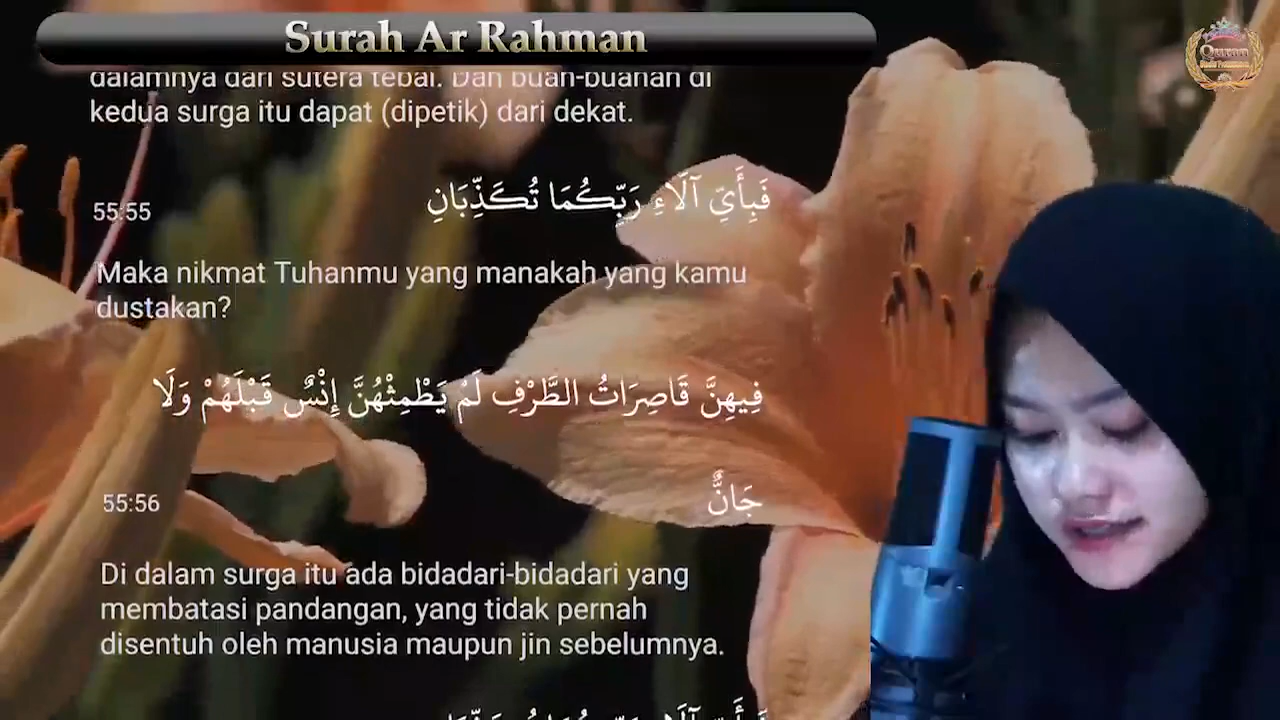 Surah Ar Rahman
Quran
dalamnya dari sutera tebal. Dan buah-buahan di
kedua surga itu dapat (dipetik) dari dekat.
فَبِأَيِّ آلَاءِ رَبِّكُمَا تُكَذِّبَانِ
55:55
Maka nikmat Tuhanmu yang manakah yang kamu
dustakan?
فِيهِنَّ قَاصِرَاتُ الطَّرْفِ لَمْ يَطْمِثْهُنَّ إِنْسٌ قَبْلَهُمْ وَلَا
جَانٌّ
55:56
Di dalam surga itu ada bidadari-bidadari yang
membatasi pandangan, yang tidak pernah
disentuh oleh manusia maupun jin sebelumnya.